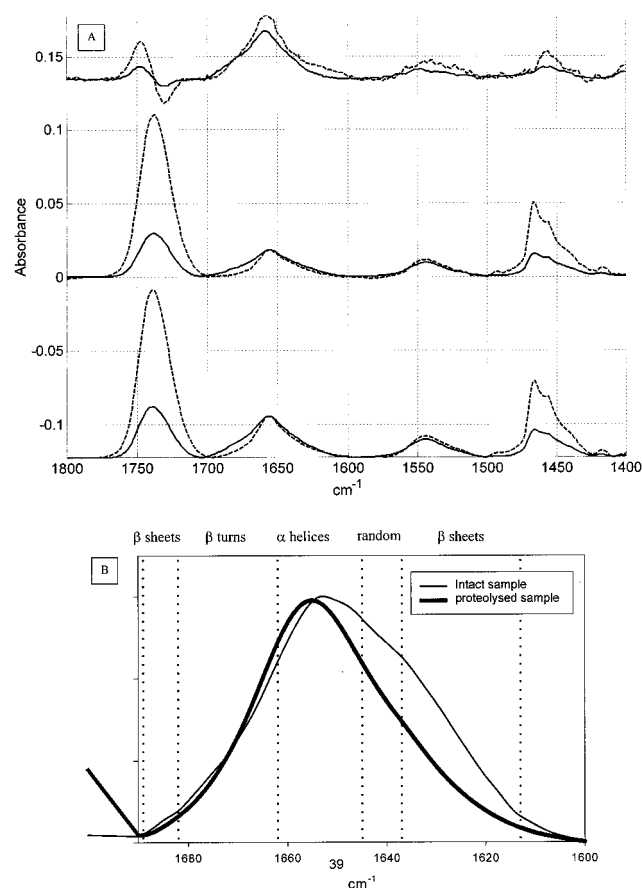 A
0.15
0.1
0.05
0
-0.05
-0.1
Absorbance
1800 1750 1700 1650 1600 1550 1500 1450 1400
cm-1
β sheets β turns α helices random β sheets
B
Intact sample
proteolysed sample
1680 1660 1640 1620 1600
39
cm-1